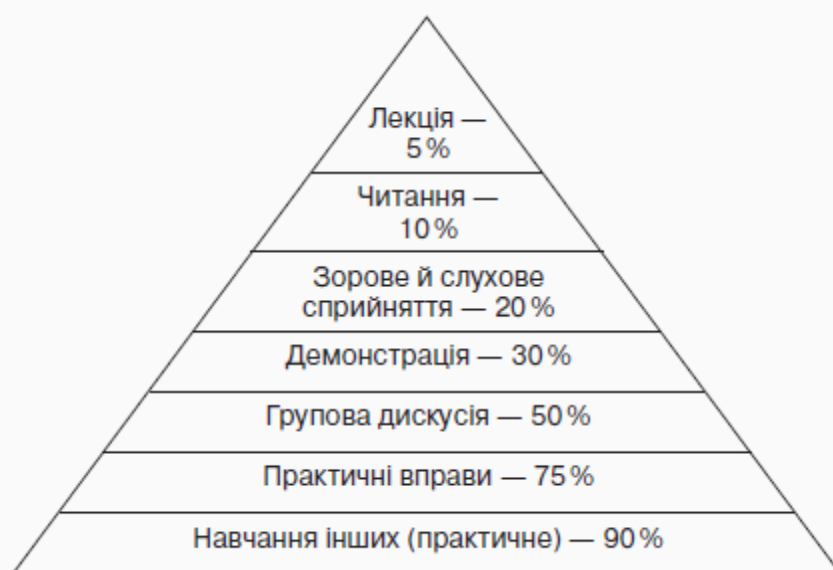 Лекція —
5 %
Читання —
10 %
Зорове й слухове
сприйняття — 20 %
Демонстрація — 30 %
Групова дискусія — 50 %
Практичні вправи — 75 %
Навчання інших (практичне) — 90 %